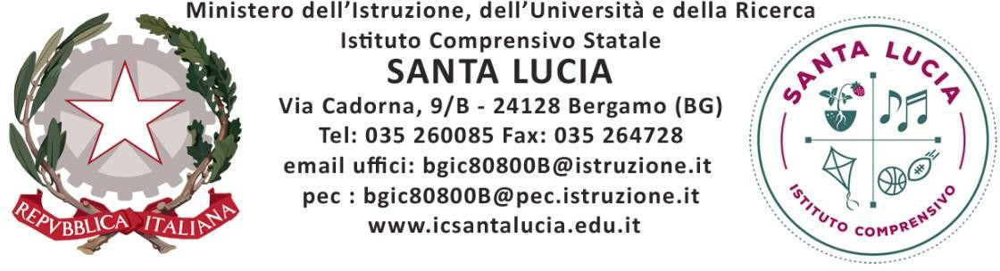 Ministero dell’Istruzione, dell’Università e della Ricerca
Istituto Comprensivo Statale
SANTA LUCIA
Via Cadorna, 9/B - 24128 Bergamo (BG)
Tel: 035 260085 Fax: 035 264728
email uffici: bgic80800B@istruzione.it
pec : bgic80800B@pec.istruzione.it
www.icsantalucia.edu.it
REPVBBLICA ITALIANA
SANTA LUCIA
ISTITUTO COMPRENSIVO